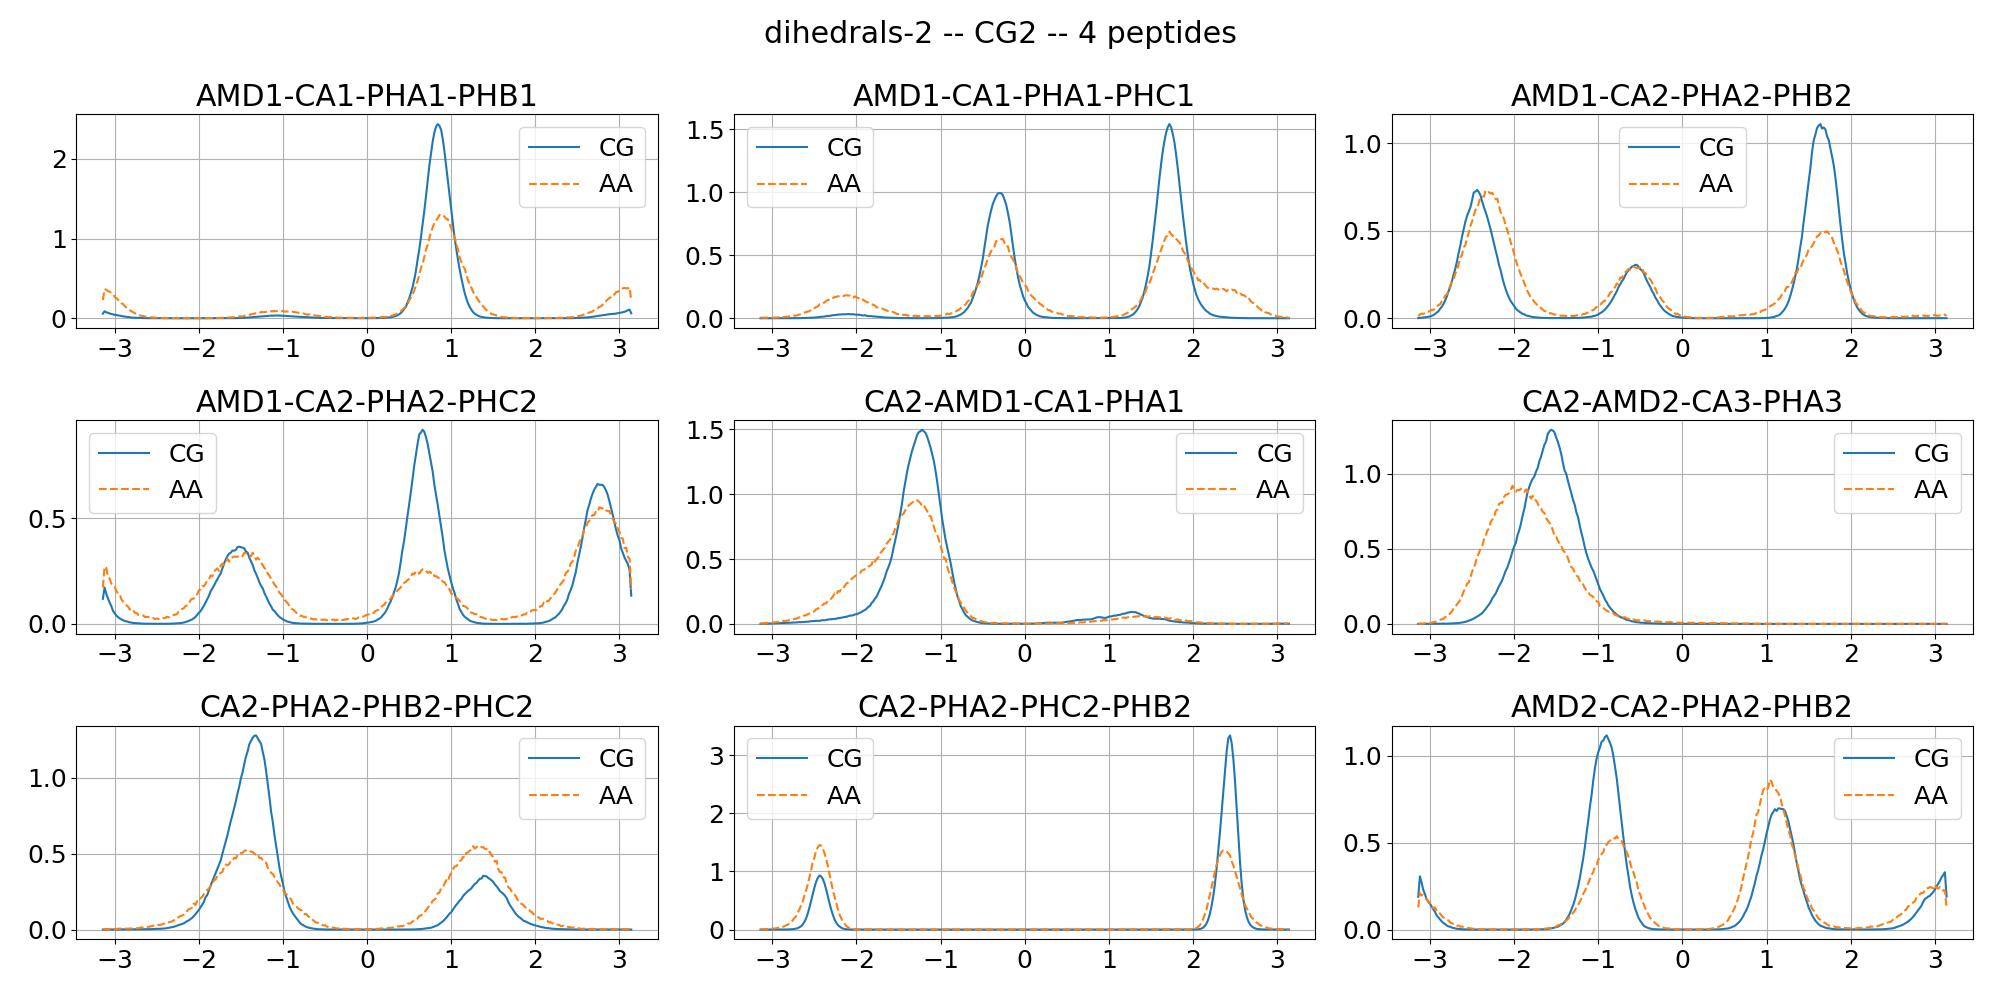 dihedrals-2 -- CG2 -- 4 peptides
AMD1-CA1-PHA1-PHB1
AMD1-CA1-PHA1-PHC1
AMD1-CA2-PHA2-PHB2
2
1
0
CG
AA
−3 −2 −1 0 1 2 3
1.5
1.0
0.5
0.0
CG
AA
−3 −2 −1 0 1 2 3
1.0
0.5
0.0
CG
AA
−3 −2 −1 0 1 2 3
AMD1-CA2-PHA2-PHC2
CA2-AMD1-CA1-PHA1
CA2-AMD2-CA3-PHA3
0.5
0.0
CG
AA
−3 −2 −1 0 1 2 3
1.5
1.0
0.5
0.0
CG
AA
−3 −2 −1 0 1 2 3
1.0
0.5
0.0
CG
AA
−3 −2 −1 0 1 2 3
CA2-PHA2-PHB2-PHC2
CA2-PHA2-PHC2-PHB2
AMD2-CA2-PHA2-PHB2
1.0
0.5
0.0
CG
AA
−3 −2 −1 0 1 2 3
3
2
1
0
CG
AA
−3 −2 −1 0 1 2 3
1.0
0.5
0.0
CG
AA
−3 −2 −1 0 1 2 3